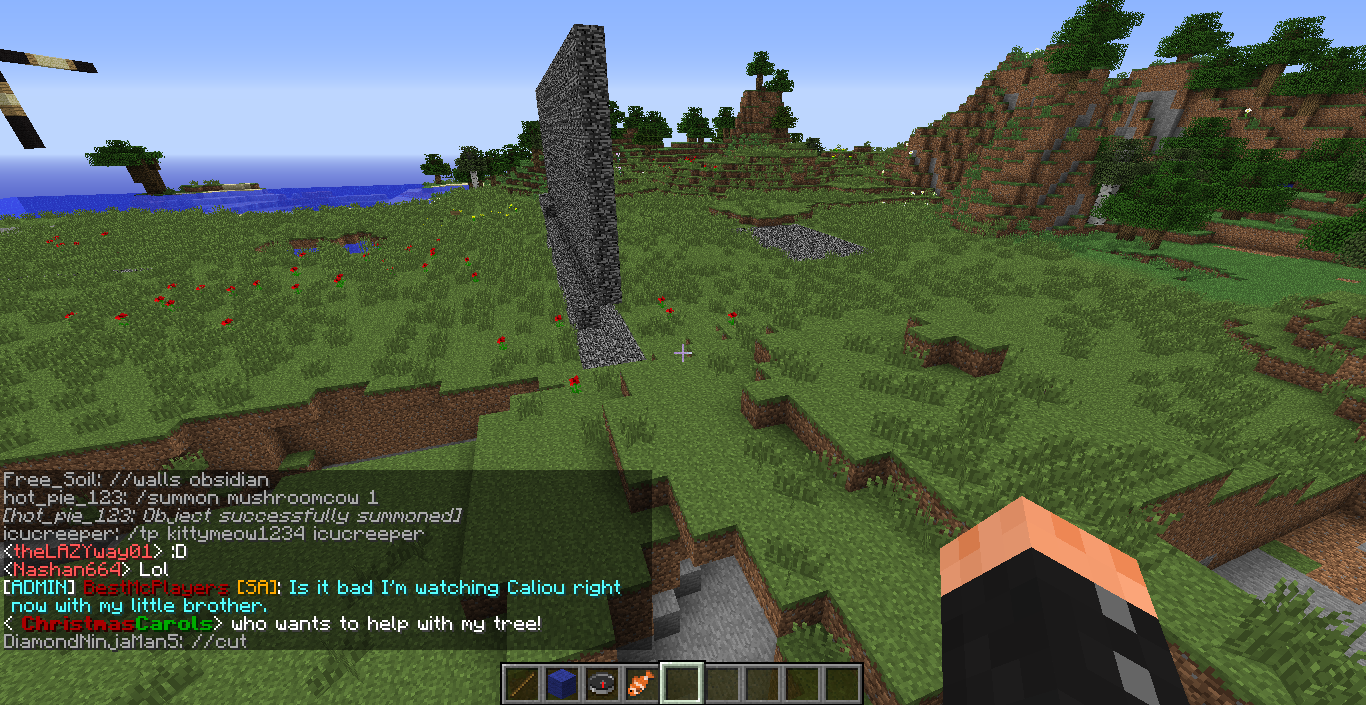 Free_Soil: //walls obsidian
hot_pie_123: /summon mushroomcow 1
[hot_pie_123: Object successfully summoned]
icucreeper: /tp kittymeow1234 icucreeper
<theLAZYway01> :D
<Nashan664> Lol
[ADMIN] BestMcPlayers [SA]: Is it bad I'm watching Caliou right
now with my little brother.
< ChristmasCarols> who wants to help with my tree!
DiamondNinjaMan5: //cut